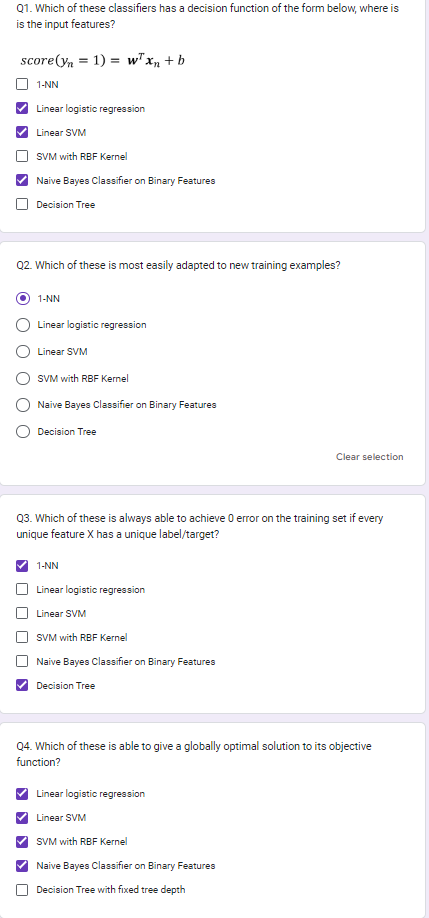 Q1. Which of these classifiers has a decision function of the form below, where is
is the input features?
score(yₙ = 1) = wᵀxₙ + b
1-NN
Linear logistic regression
Linear SVM
SVM with RBF Kernel
Naive Bayes Classifier on Binary Features
Decision Tree
Q2. Which of these is most easily adapted to new training examples?
1-NN
Linear logistic regression
Linear SVM
SVM with RBF Kernel
Naive Bayes Classifier on Binary Features
Decision Tree
Clear selection
Q3. Which of these is always able to achieve 0 error on the training set if every
unique feature X has a unique label/target?
1-NN
Linear logistic regression
Linear SVM
SVM with RBF Kernel
Naive Bayes Classifier on Binary Features
Decision Tree
Q4. Which of these is able to give a globally optimal solution to its objective
function?
Linear logistic regression
Linear SVM
SVM with RBF Kernel
Naive Bayes Classifier on Binary Features
Decision Tree with fixed tree depth